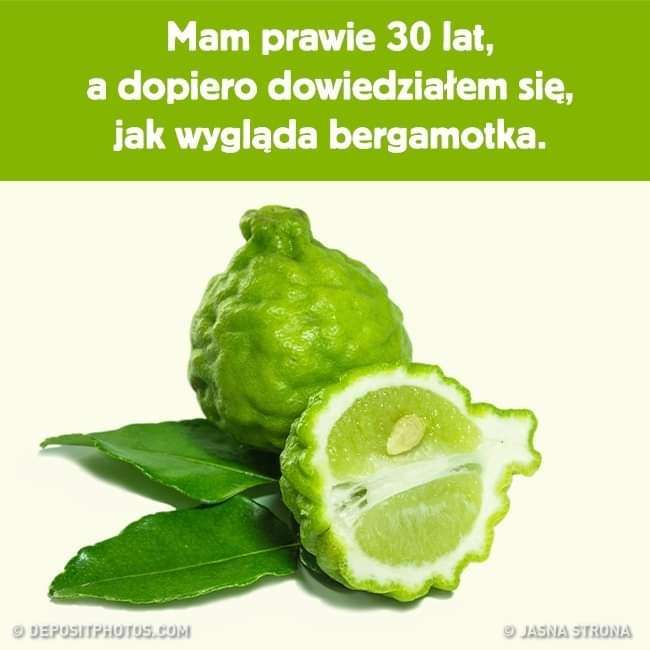 Mam prawie 30 lat,
a dopiero dowiedziałem się,
jak wygląda bergamotka.
© DEPOSITPHOTOS.COM
© JASNA STRONA